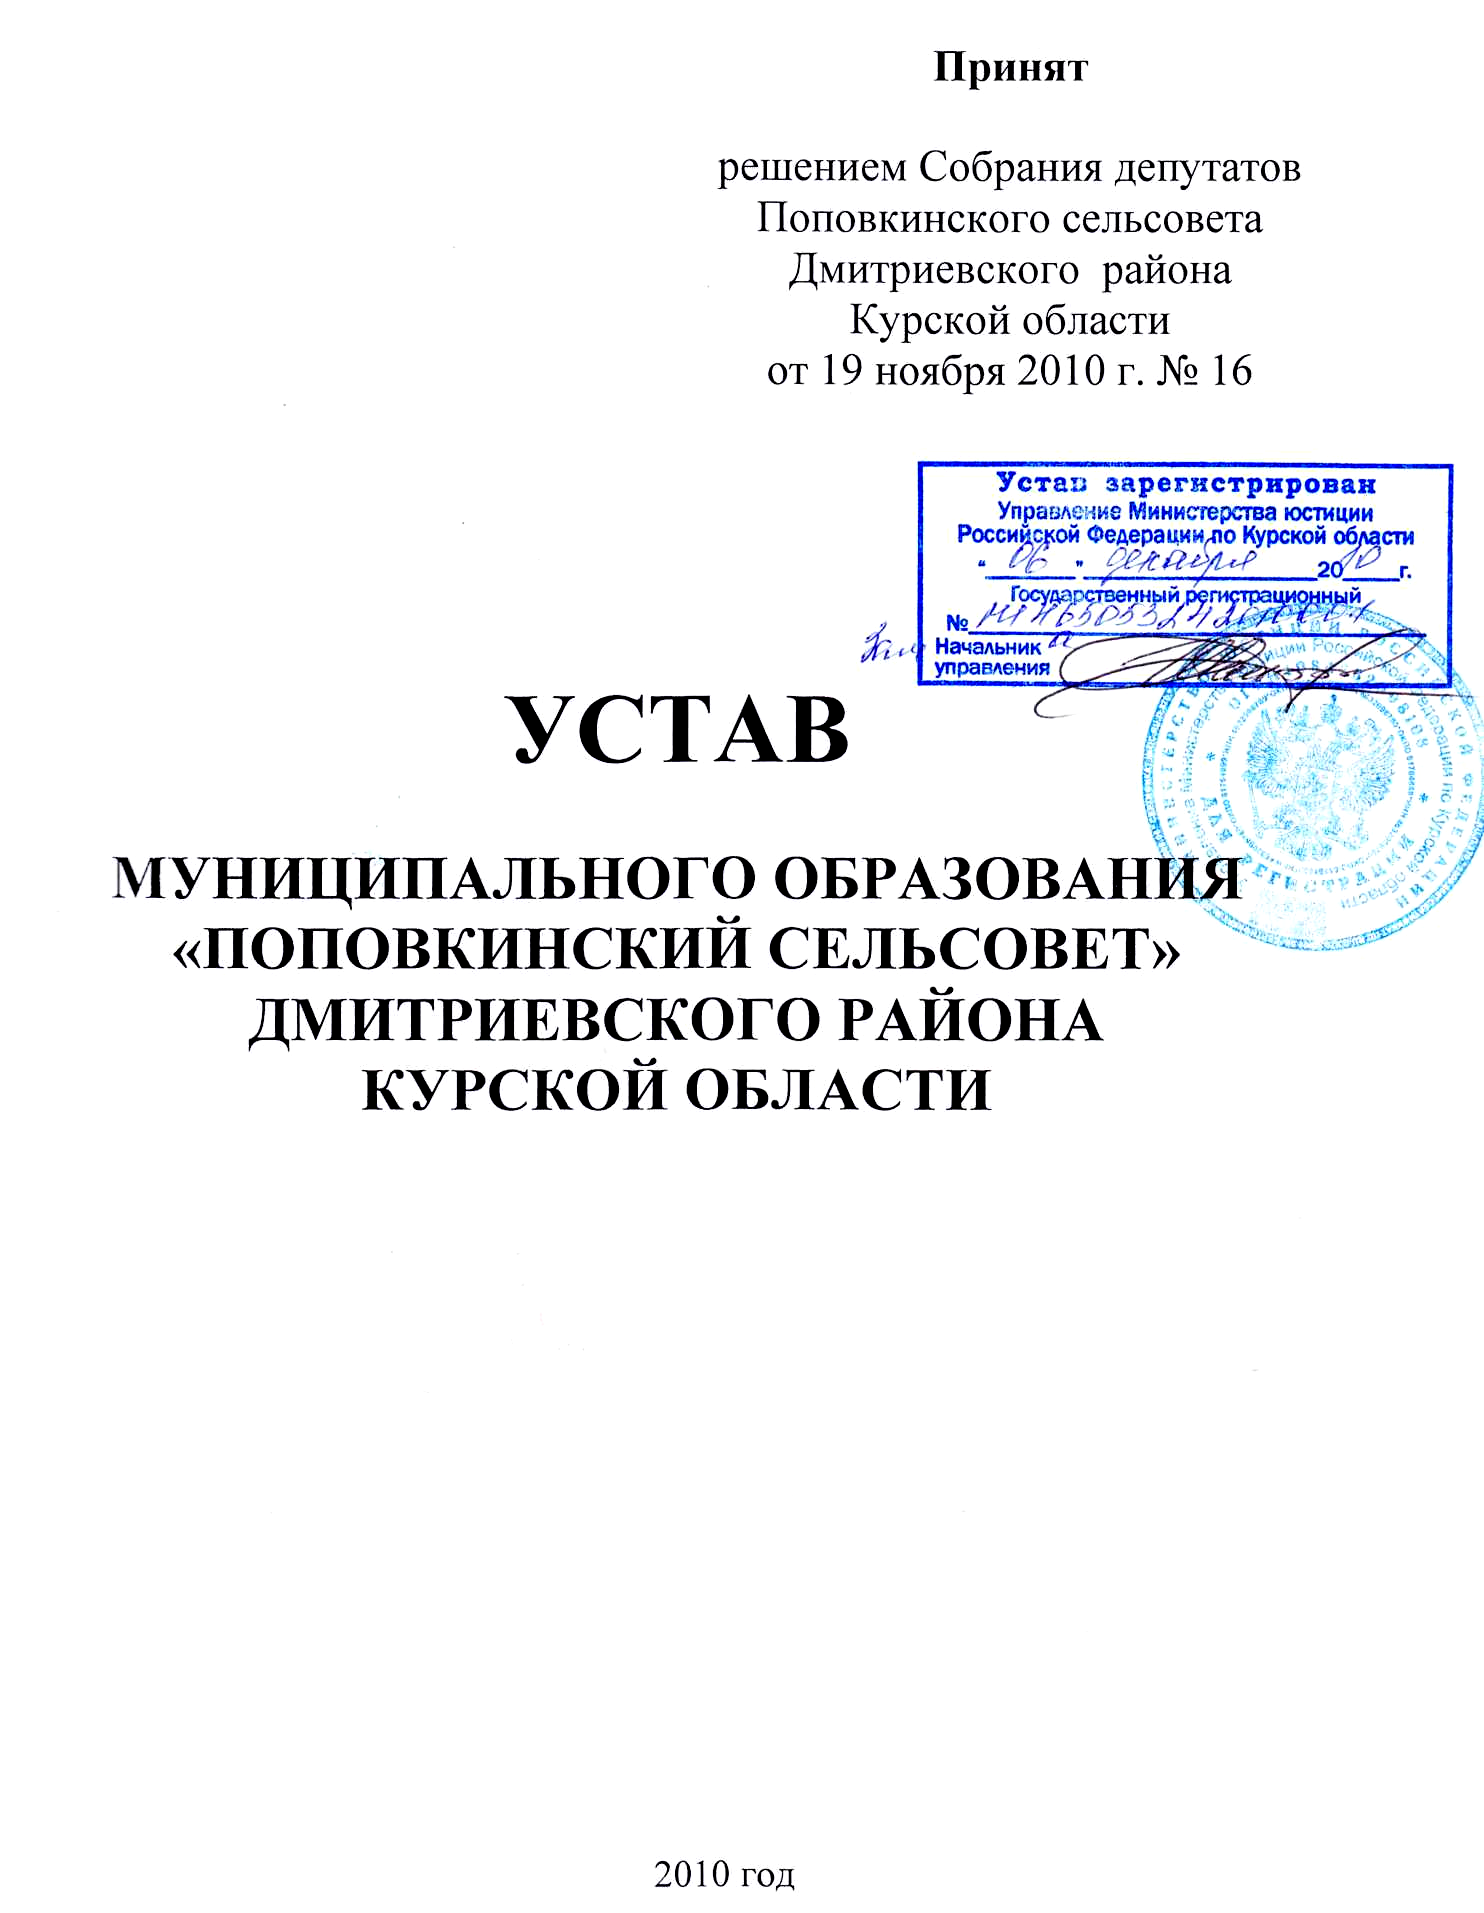 Принят
решением Собрания депутатов
Поповкинского сельсовета
Дмитриевского района
Курской области
от 19 ноября 2010 г. № 16
Устав зарегистрирован
Управление Министерства юстиции
Российской Федерации по Курской области
“ 06 ” декабря 2010 г.
Государственный регистрационный
№
Начальник
управления
УСТАВ
МУНИЦИПАЛЬНОГО ОБРАЗОВАНИЯ
«ПОПОВКИНСКИЙ СЕЛЬСОВЕТ»
ДМИТРИЕВСКОГО РАЙОНА
КУРСКОЙ ОБЛАСТИ
ДЛЯ РЕГИСТРАЦИИ
2010 год